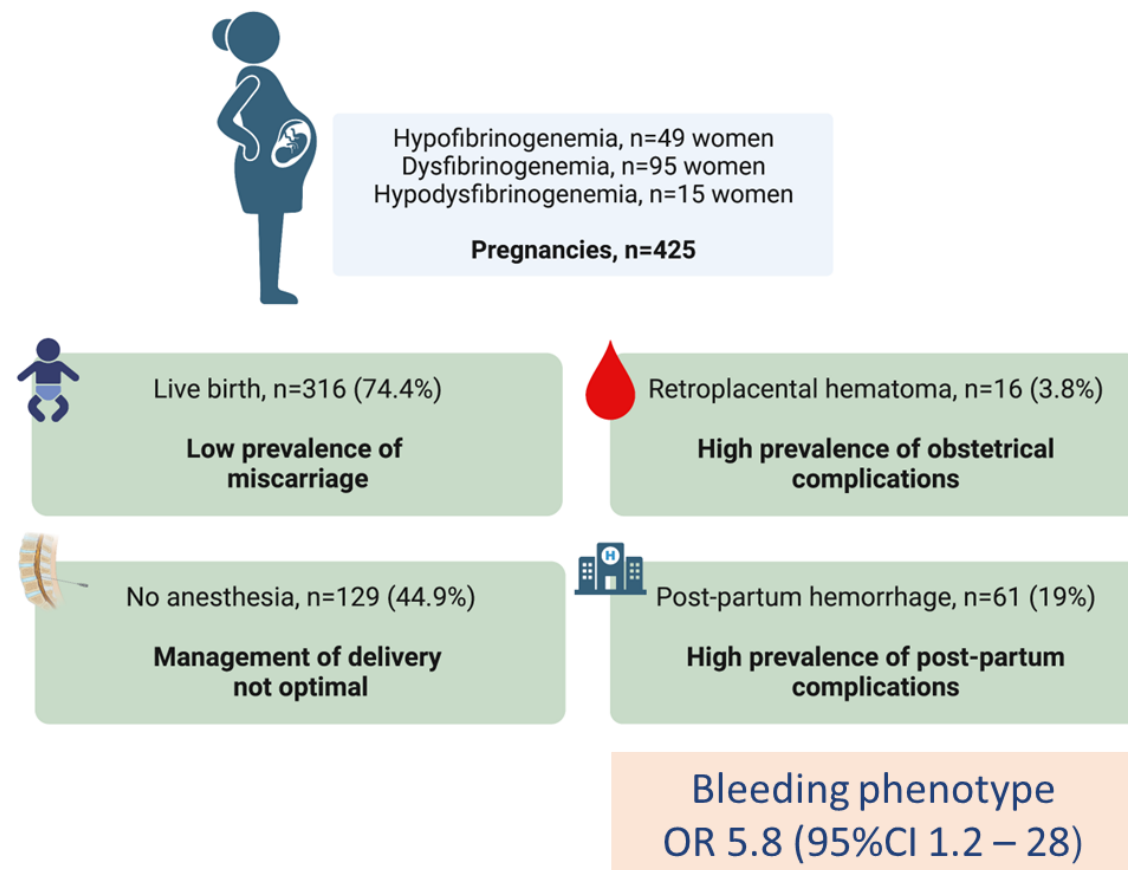 Hypofibrinogenemia, n=49 women
Dysfibrinogenemia, n=95 women
Hypodysfibrinogenemia, n=15 women
Pregnancies, n=425
Live birth, n=316 (74.4%)
Low prevalence of
miscarriage
Retroplacental hematoma, n=16 (3.8%)
High prevalence of obstetrical
complications
No anesthesia, n=129 (44.9%)
Management of delivery
not optimal
H
Post-partum hemorrhage, n=61 (19%)
High prevalence of post-partum
complications
Bleeding phenotype
OR 5.8 (95%CI 1.2 – 28)